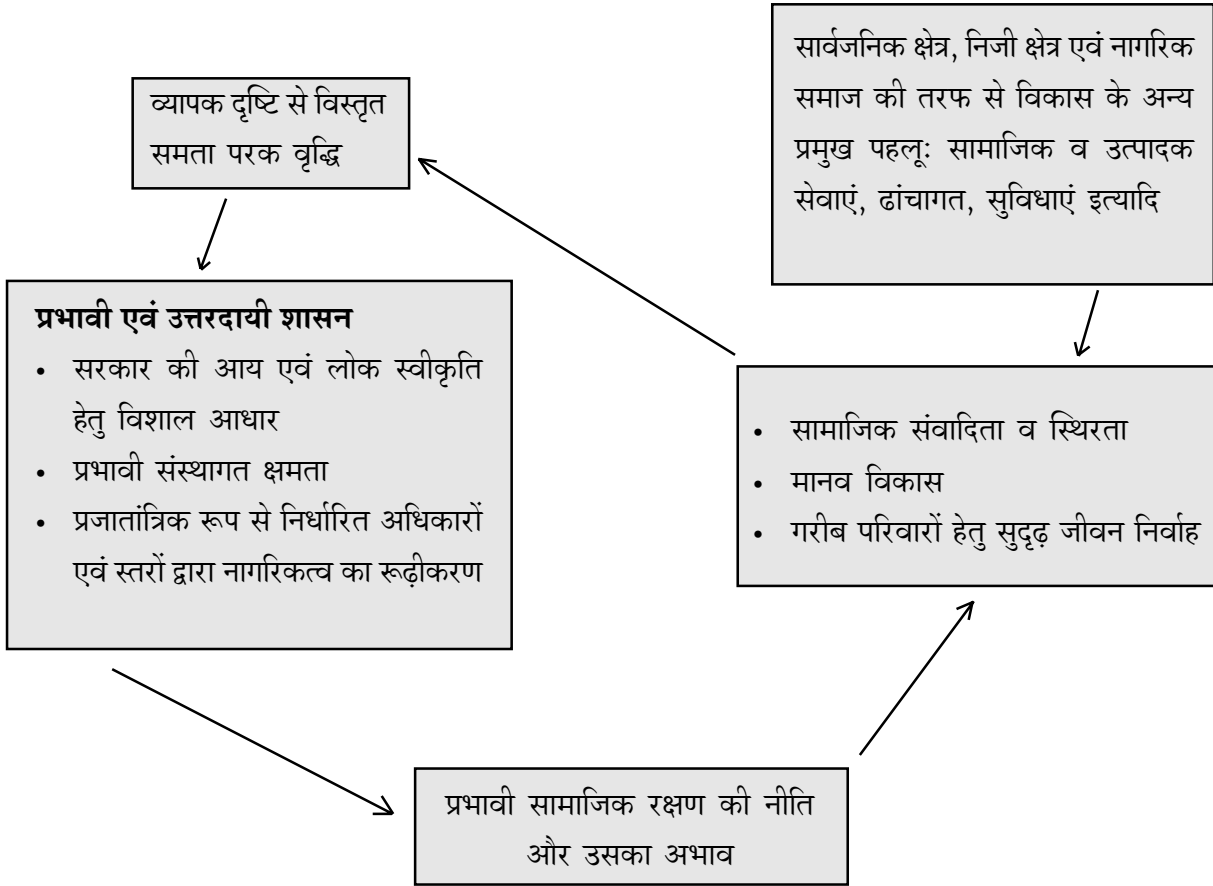 व्यापक दृष्टि से विस्तृत
समता परक वृद्धि
सार्वजनिक क्षेत्र, निजी क्षेत्र एवं नागरिक
समाज की तरफ से विकास के अन्य
प्रमुख पहलूः सामाजिक व उत्पादक
सेवाएं, ढांचागत, सुविधाएं इत्यादि
प्रभावी एवं उत्तरदायी शासन
• सरकार की आय एवं लोक स्वीकृति
हेतु विशाल आधार
• प्रभावी संस्थागत क्षमता
• प्रजातांत्रिक रूप से निर्धारित अधिकारों
एवं स्तरों द्वारा नागरिकत्व का रूढ़ीकरण
• सामाजिक संवादिता व स्थिरता
• मानव विकास
• गरीब परिवारों हेतु सुदृढ़ जीवन निर्वाह
प्रभावी सामाजिक रक्षण की नीति
और उसका अभाव